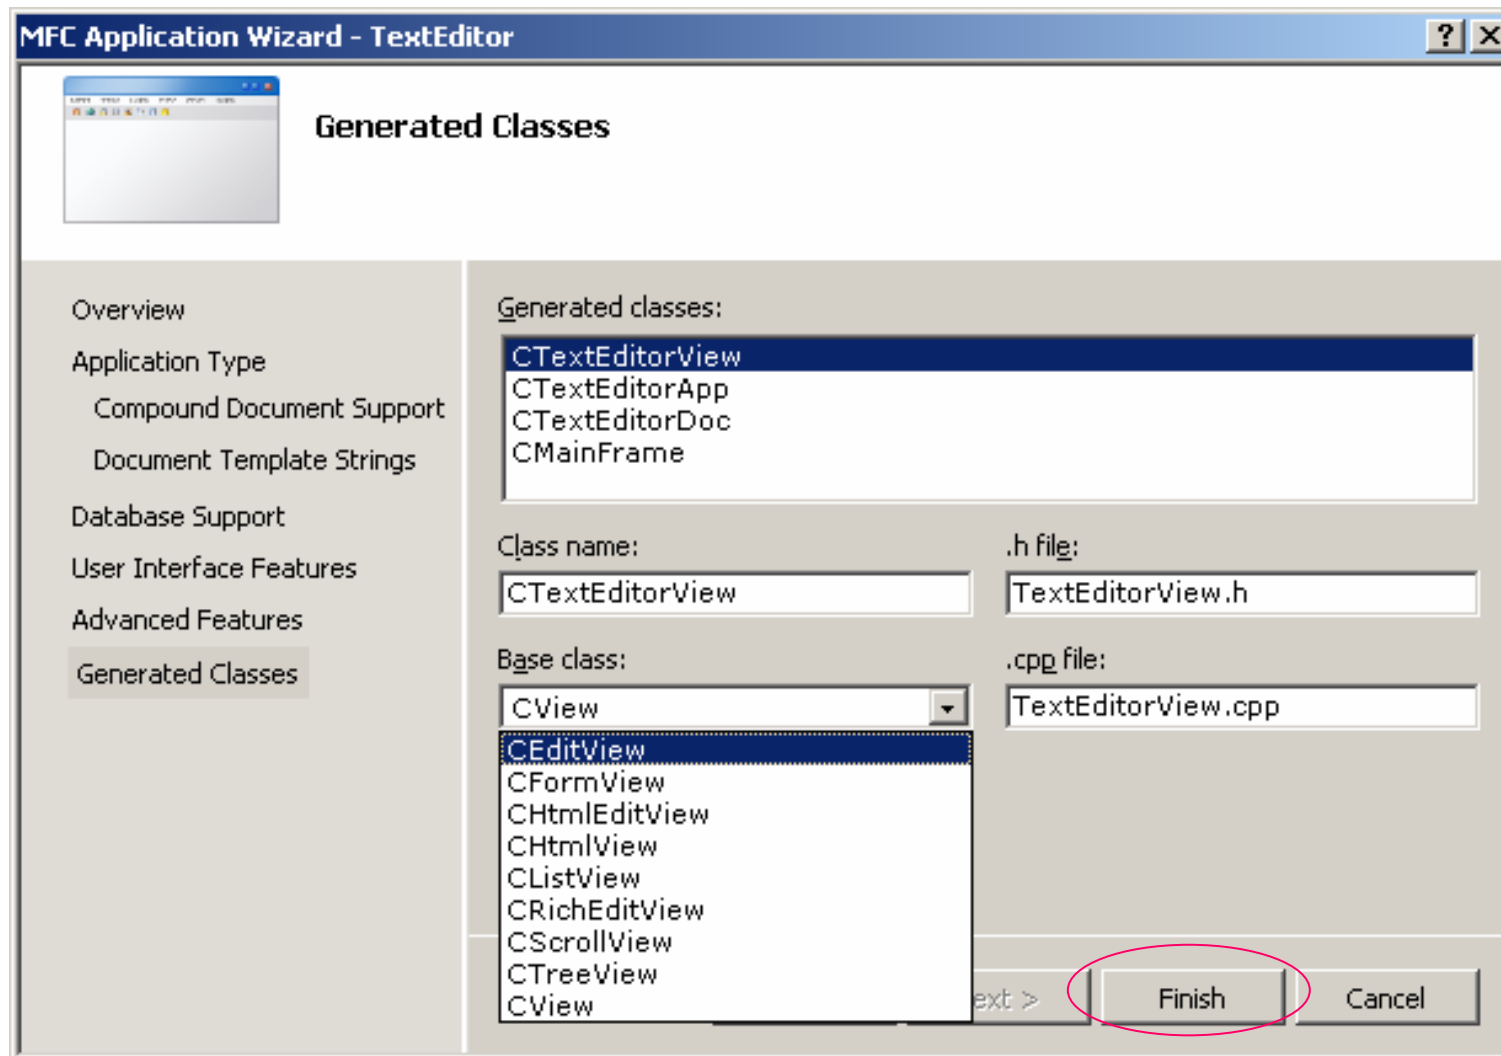 MFC Application Wizard - TextEditor
Generated Classes
Overview
Application Type
Compound Document Support
Document Template Strings
Database Support
User Interface Features
Advanced Features
Generated Classes
Generated classes:
CTextEditorView
CTextEditorApp
CTextEditorDoc
CMainFrame
Class name:
CTextEditorView
.h file:
TextEditorView.h
Base class:
CView
.cpp file:
TextEditorView.cpp
CEditView
CFormView
CHtmlEditView
CHtmlView
CListView
CRichEditView
CScrollView
CTreeView
CView
ext >
Finish
Cancel